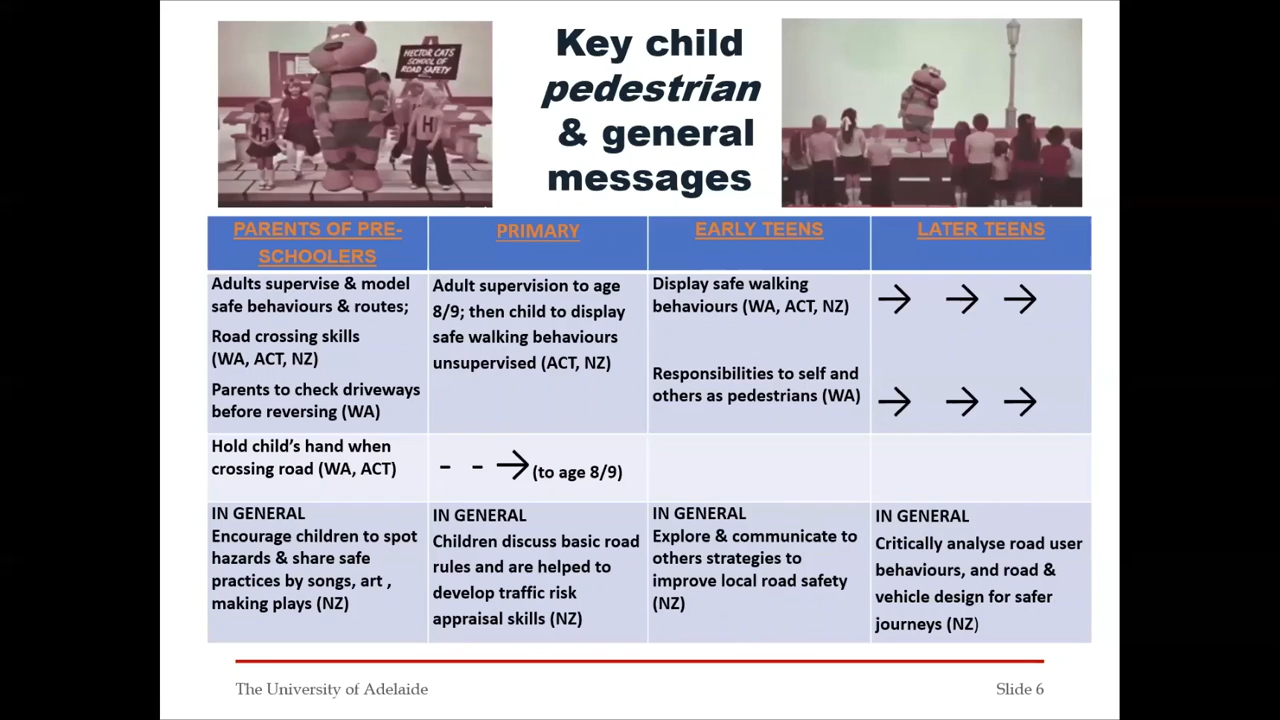 HECTOR CATS
SCHOOL OF
ROAD SAFETY
H
H
Key child
pedestrian
& general
messages
PARENTS OF PRE-
SCHOOLERS
PRIMARY
EARLY TEENS
LATER TEENS
Adults supervise & model
safe behaviours & routes;
Road crossing skills
(WA, ACT, NZ)
Parents to check driveways
before reversing (WA)
Adult supervision to age
8/9; then child to display
safe walking behaviours
unsupervised (ACT, NZ)
Display safe walking
behaviours (WA, ACT, NZ)
Responsibilities to self and
others as pedestrians (WA)
→ → →
→ → →
Hold child’s hand when
crossing road (WA, ACT)
- - → (to age 8/9)
IN GENERAL
Encourage children to spot
hazards & share safe
practices by songs, art ,
making plays (NZ)
IN GENERAL
Children discuss basic road
rules and are helped to
develop traffic risk
appraisal skills (NZ)
IN GENERAL
Explore & communicate to
others strategies to
improve local road safety
(NZ)
IN GENERAL
Critically analyse road user
behaviours, and road &
vehicle design for safer
journeys (NZ)
The University of Adelaide
Slide 6